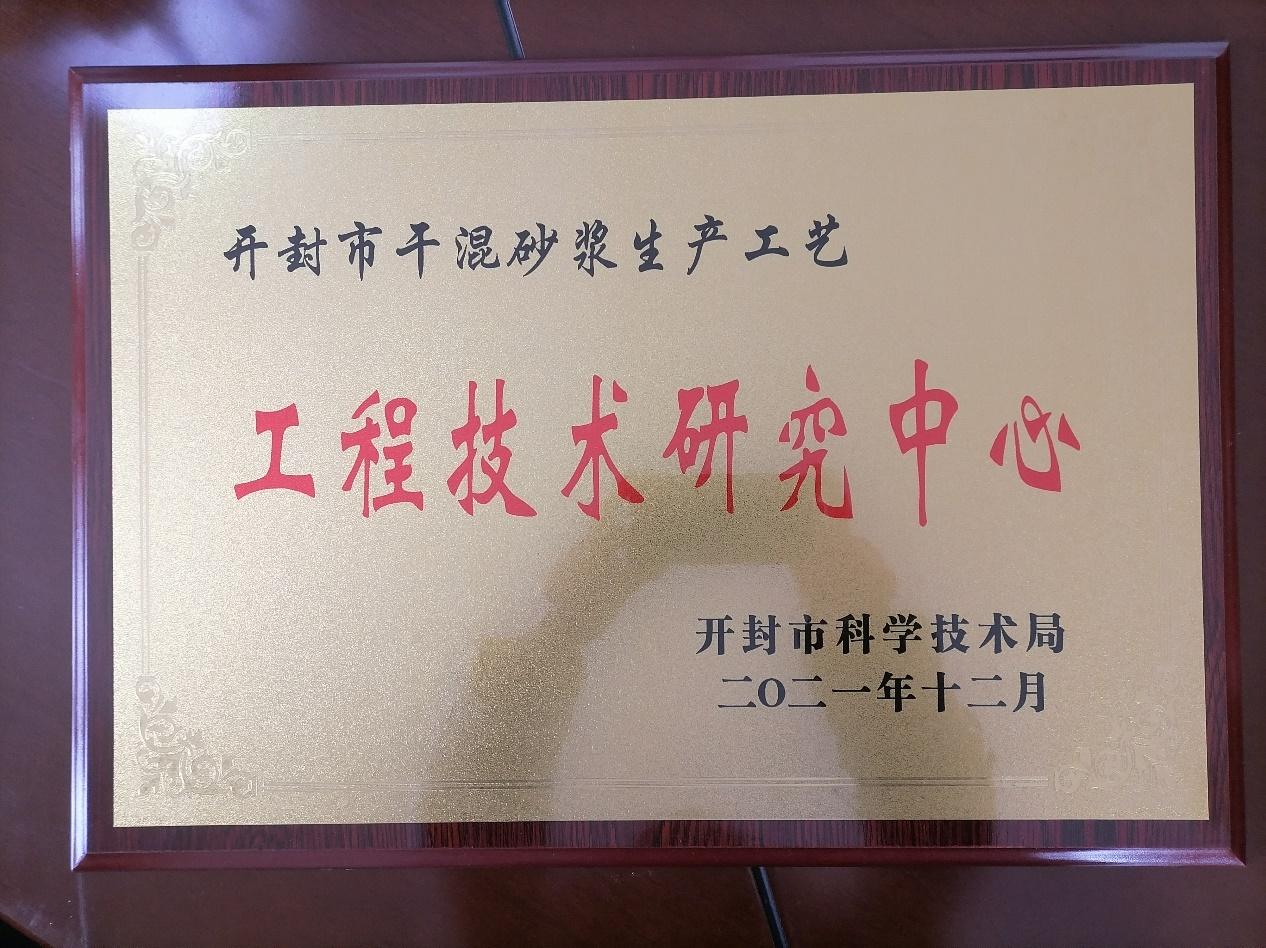 开封市干混砂浆生产工艺
工程技术研究中心
开封市科学技术局
二O二一年十二月